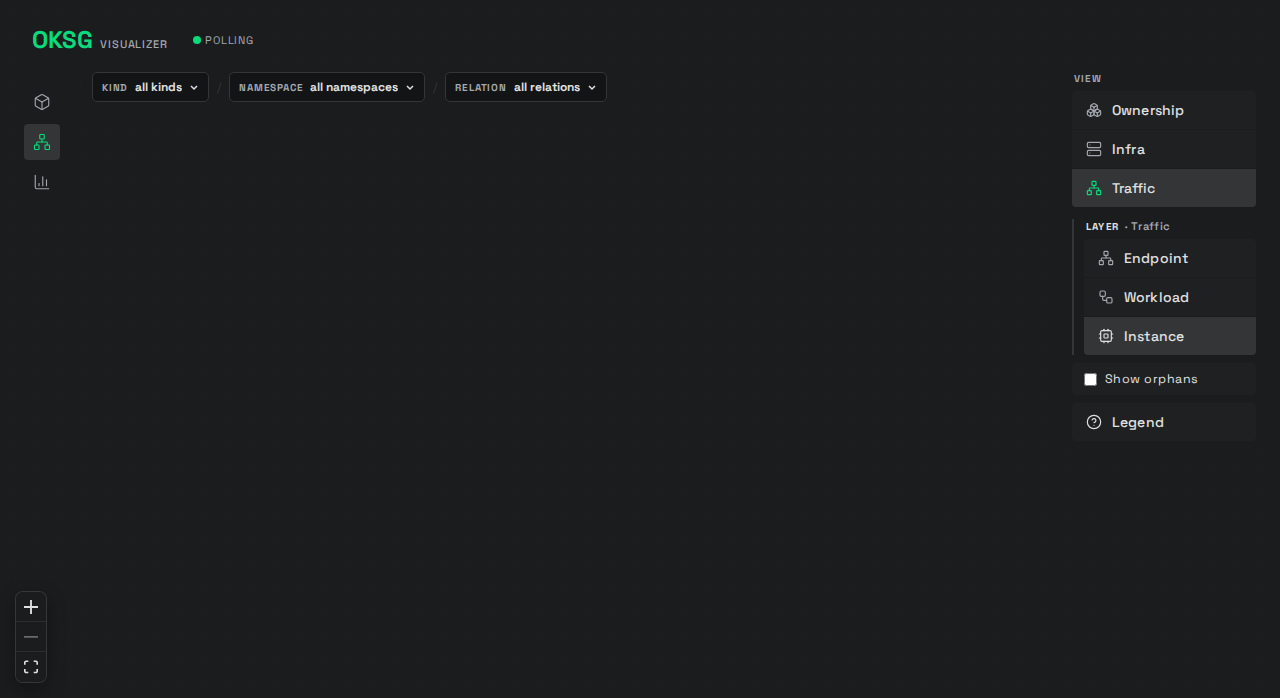 OKSG VISUALIZER POLLING
KIND all kinds / NAMESPACE all namespaces / RELATION all relations
VIEW
Ownership
Infra
Traffic
LAYER · Traffic
Endpoint
Workload
Instance
Show orphans
Legend